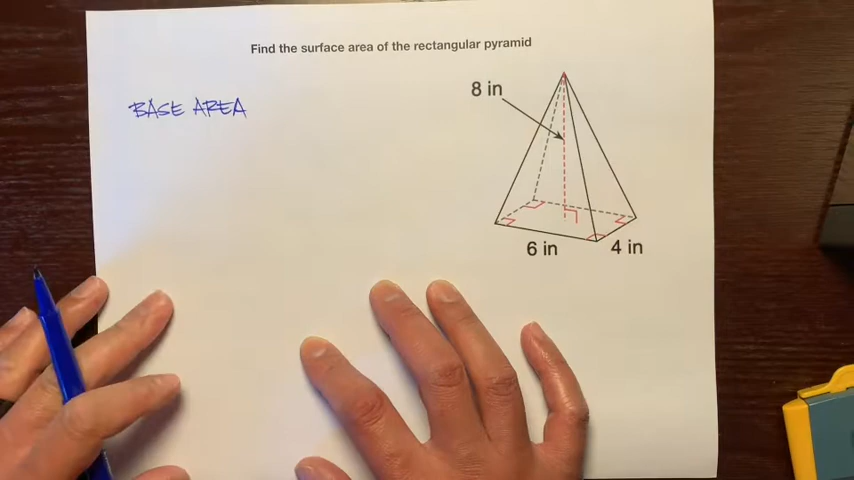 Find the surface area of the rectangular pyramid
BASE AREA
8 in
6 in
4 in